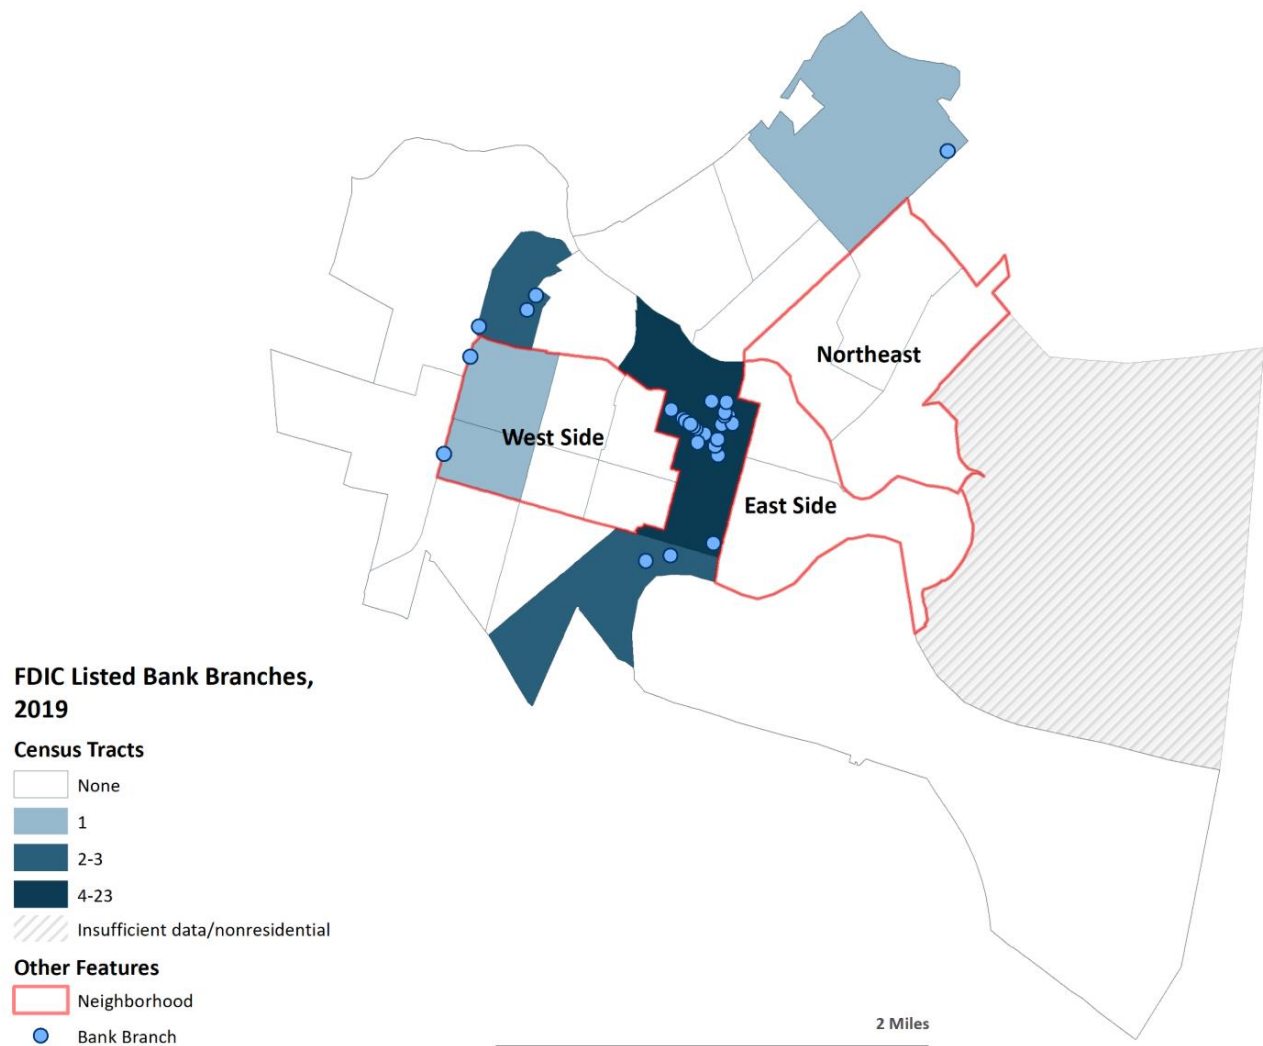 Northeast
West Side
East Side
FDIC Listed Bank Branches,
2019
Census Tracts
None
1
2-3
4-23
Insufficient data/nonresidential
Other Features
Neighborhood
Bank Branch
2 Miles